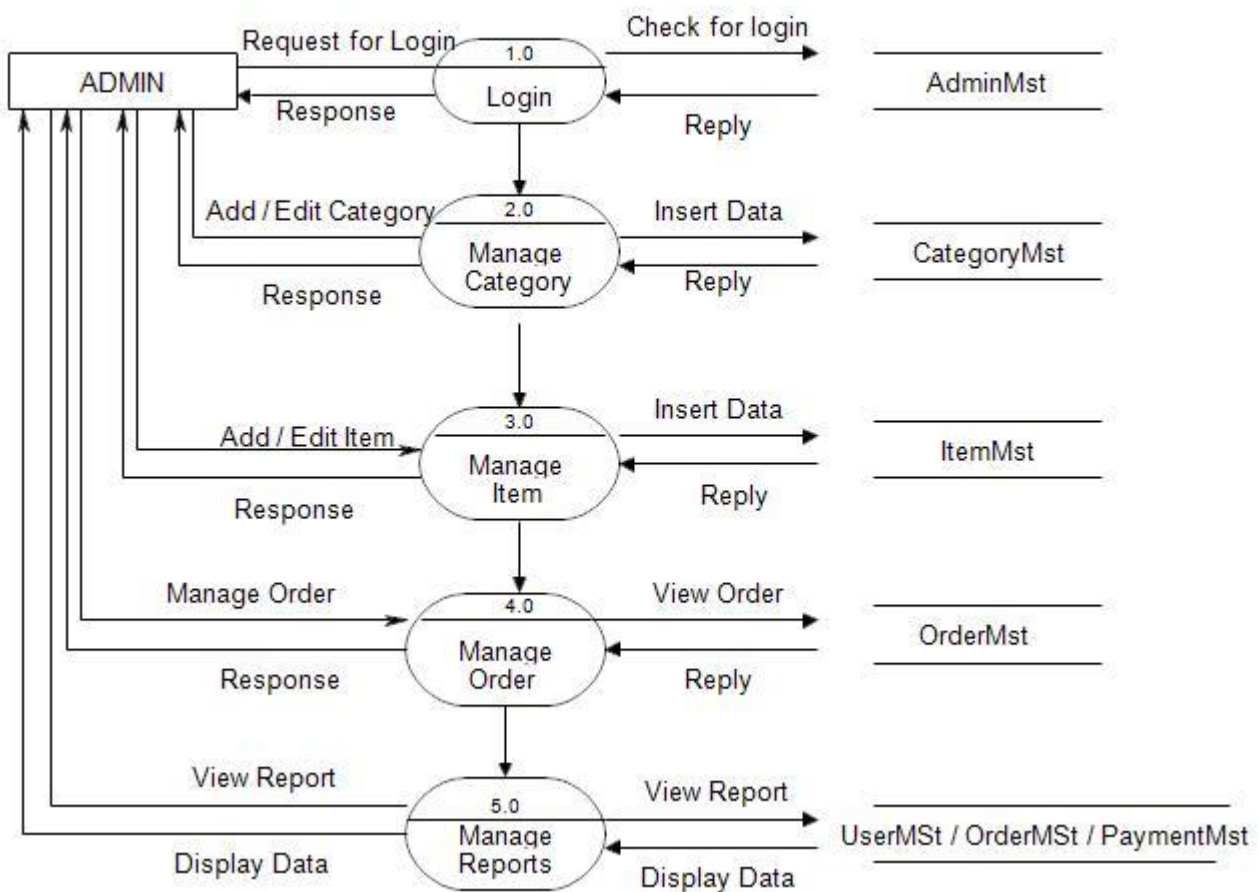 Request for Login
Check for login
ADMIN
1.0
Login
AdminMst
Response
Reply
Add / Edit Category
2.0
Insert Data
Manage
Category
CategoryMst
Response
Reply
Add / Edit Item
3.0
Insert Data
Manage
Item
ItemMst
Response
Reply
Manage Order
4.0
View Order
Manage
Order
OrderMst
Response
Reply
View Report
5.0
View Report
Manage
Reports
UserMSt / OrderMSt / PaymentMst
Display Data
Display Data